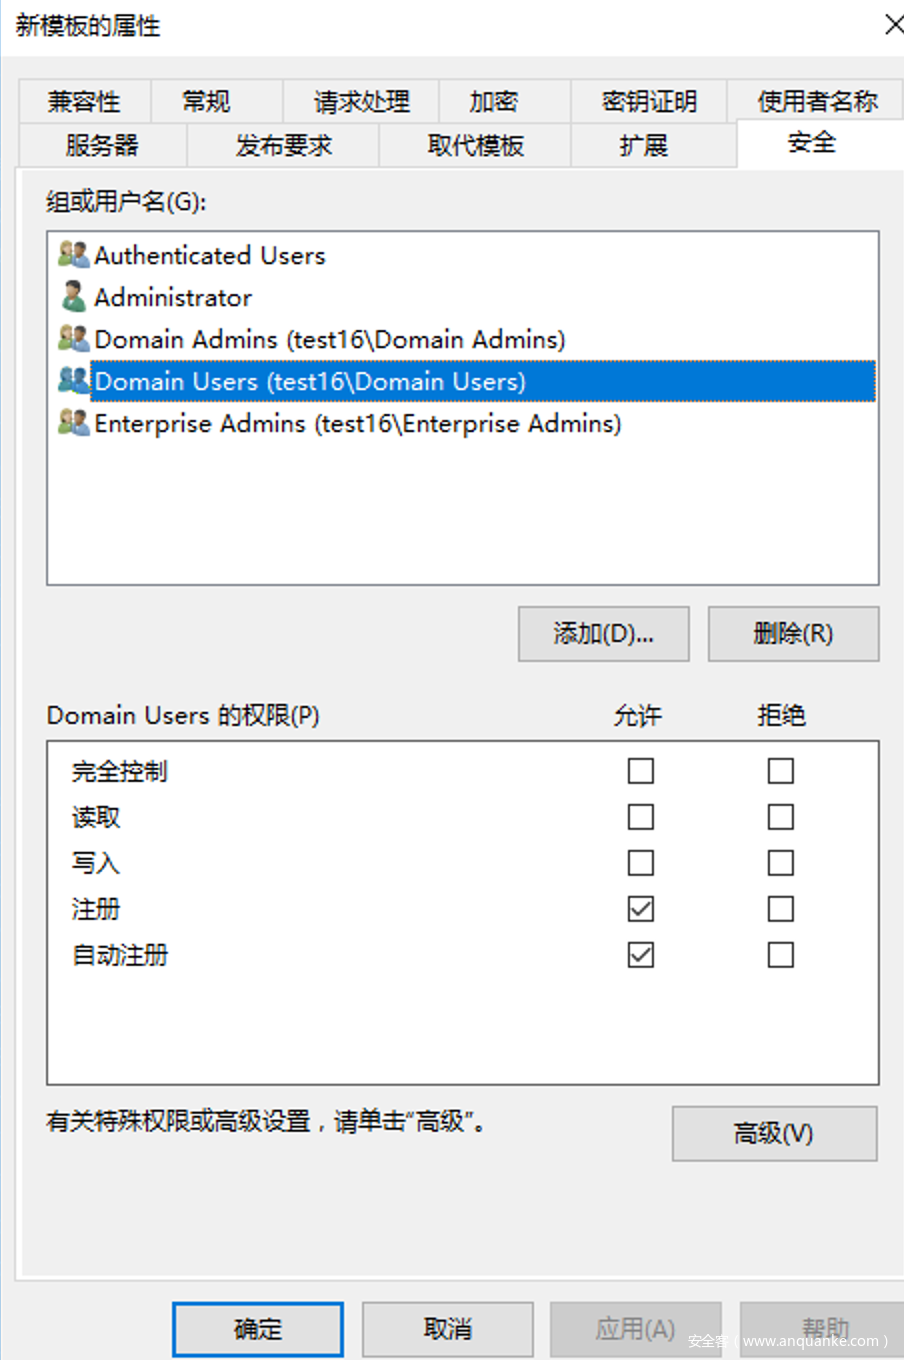 新模板的属性
兼容性 常规 请求处理 加密 密钥证明 使用者名称
服务器 发布要求 取代模板 扩展 安全
组或用户名(G):
Authenticated Users
Administrator
Domain Admins (test16\Domain Admins)
Domain Users (test16\Domain Users)
Enterprise Admins (test16\Enterprise Admins)
添加(D)... 删除(R)
Domain Users 的权限(P) 允许 拒绝
完全控制
读取
写入
注册
自动注册
有关特殊权限或高级设置，请单击“高级”。
高级(V)
确定 取消 应用(A) 帮助
安全客（www.anquanke.com）